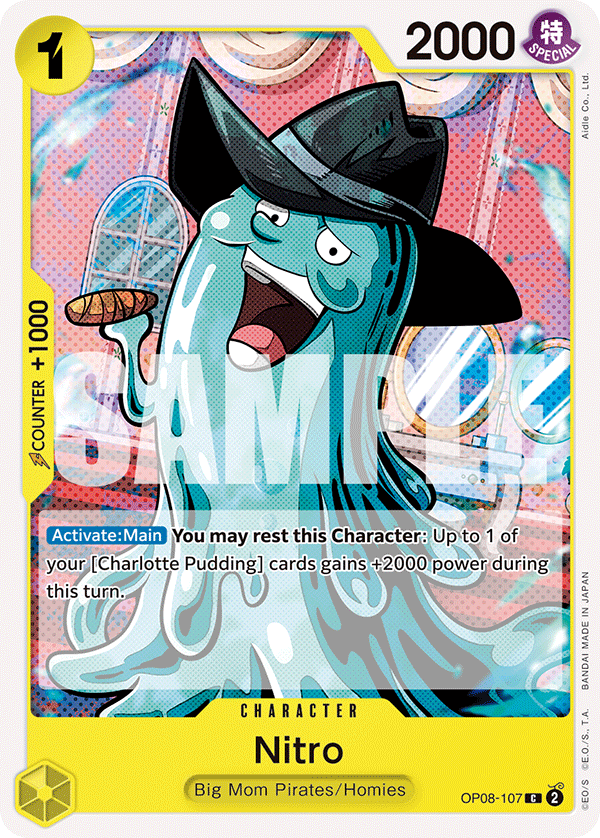 1
2000
特
SPECIAL
Aidle Co., Ltd.
COUNTER +1000
SAMPLE
Activate:Main You may rest this Character: Up to 1 of
your [Charlotte Pudding] cards gains +2000 power during
this turn.
CHARACTER
Nitro
Big Mom Pirates/Homies
OP08-107 C 2
©EO/S ©E.O./S., T.A. BANDAI MADE IN JAPAN